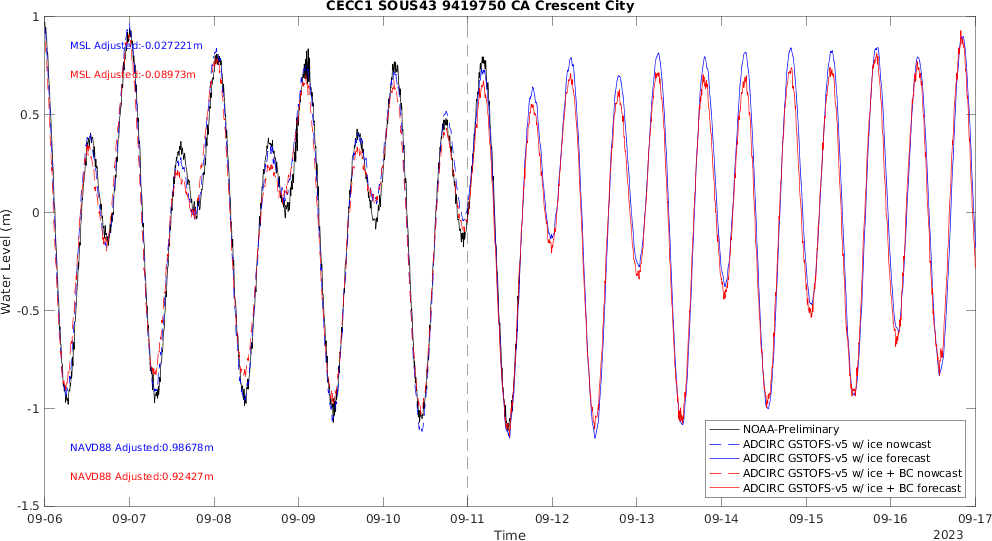 CECC1 SOUS43 9419750 CA Crescent City
MSL Adjusted:-0.027221m
MSL Adjusted:-0.08973m
NAVD88 Adjusted:0.98678m
NAVD88 Adjusted:0.92427m
Water Level (m)
1
0.5
0
-0.5
-1
-1.5
NOAA-Preliminary
ADCIRC GSTOFS-v5 w/ ice nowcast
ADCIRC GSTOFS-v5 w/ ice forecast
ADCIRC GSTOFS-v5 w/ ice + BC nowcast
ADCIRC GSTOFS-v5 w/ ice + BC forecast
09-06 09-07 09-08 09-09 09-10 09-11 09-12 09-13 09-14 09-15 09-16 09-17
Time
2023